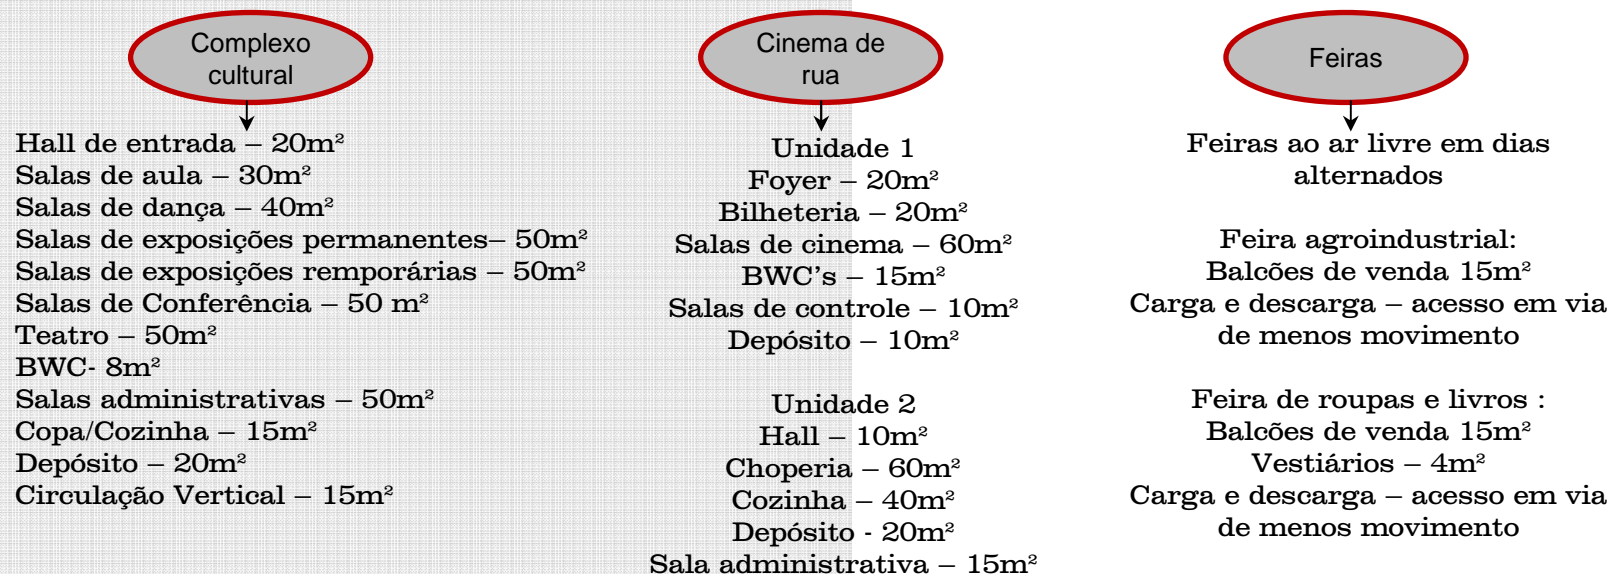 Complexo
cultural
Hall de entrada – 20m²
Salas de aula – 30m²
Salas de dança – 40m²
Salas de exposições permanentes– 50m²
Salas de exposições remporárias – 50m²
Salas de Conferência – 50 m²
Teatro – 50m²
BWC- 8m²
Salas administrativas – 50m²
Copa/Cozinha – 15m²
Depósito – 20m²
Circulação Vertical – 15m²
Cinema de
rua
Unidade 1
Foyer – 20m²
Bilheteria – 20m²
Salas de cinema – 60m²
BWC’s – 15m²
Salas de controle – 10m²
Depósito – 10m²
Unidade 2
Hall – 10m²
Choperia – 60m²
Cozinha – 40m²
Depósito - 20m²
Sala administrativa – 15m²
Feiras
Feiras ao ar livre em dias
alternados
Feira agroindustrial:
Balcões de venda 15m²
Carga e descarga – acesso em via
de menos movimento
Feira de roupas e livros :
Balcões de venda 15m²
Vestiários – 4m²
Carga e descarga – acesso em via
de menos movimento